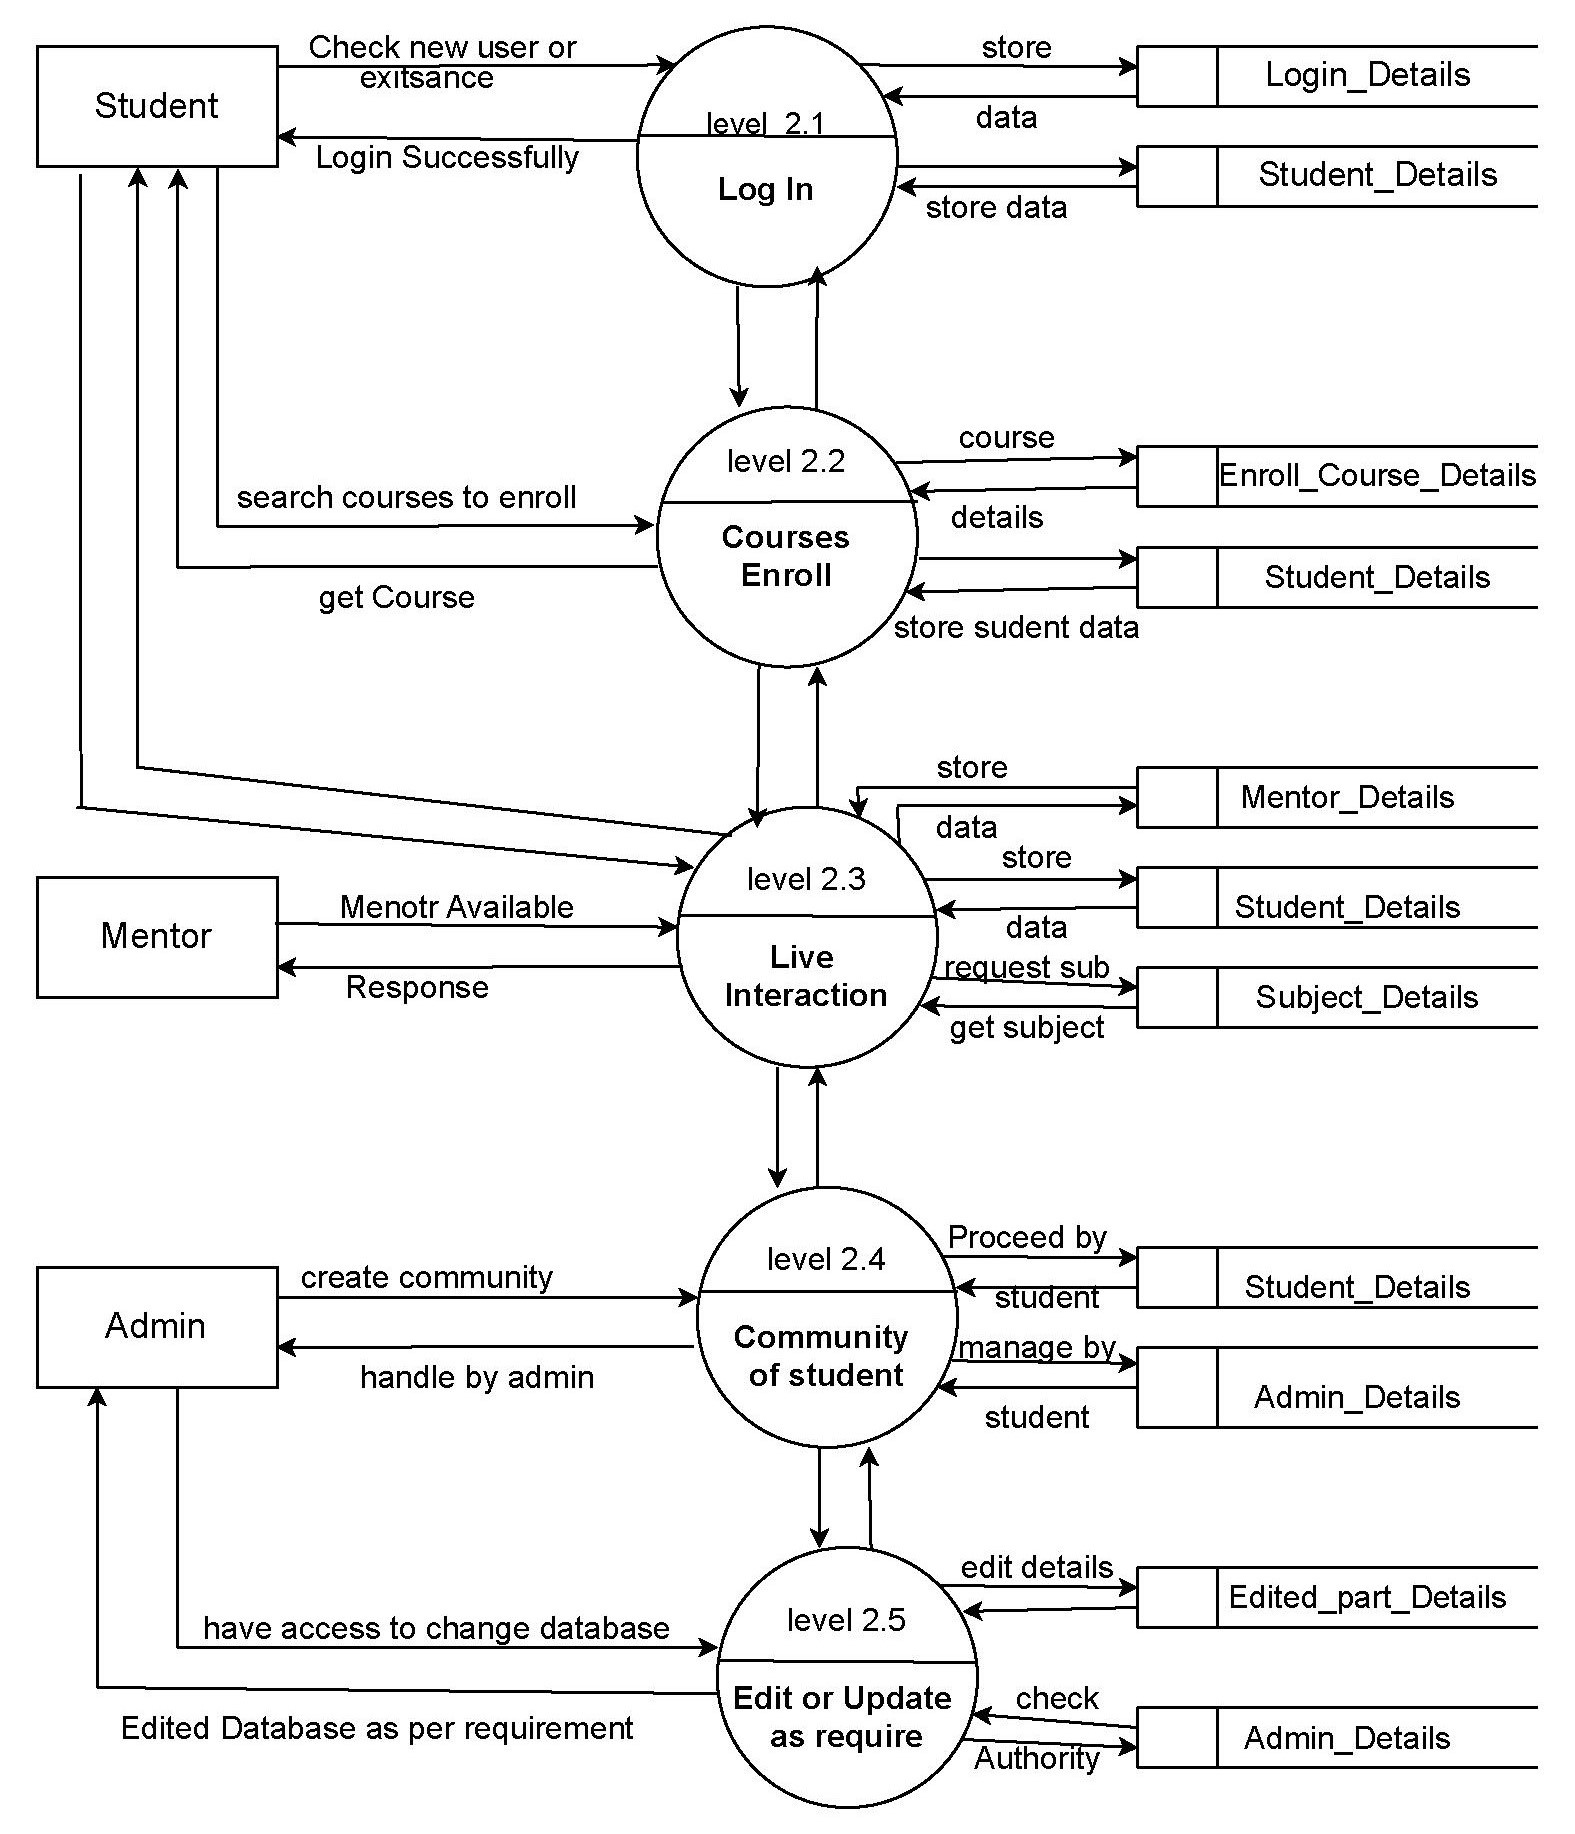 Check new user or
exitsance
store
Login_Details
Student
level  2.1
data
Login Successfully
Log In
Student_Details
store data
course
level 2.2
Enroll_Course_Details
search courses to enroll
details
Courses
Enroll
Student_Details
get Course
store sudent data
store
Mentor_Details
data
store
level 2.3
Student_Details
Menotr Available
Mentor
data
Live
Interaction
request sub
Response
Subject_Details
get subject
Proceed by
level 2.4
create community
Student_Details
student
Admin
Community
of student
manage by
handle by admin
Admin_Details
student
edit details
level 2.5
Edited_part_Details
have access to change database
Edit or Update
as require
check
Edited Database as per requirement
Admin_Details
Authority